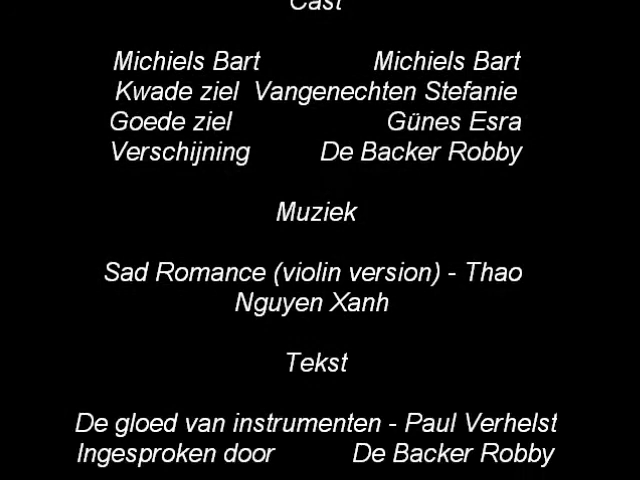 Cast
Michiels Bart Michiels Bart
Kwade ziel Vangenechten Stefanie
Goede ziel Günes Esra
Verschijning De Backer Robby
Muziek
Sad Romance (violin version) - Thao
Nguyen Xanh
Tekst
De gloed van instrumenten - Paul Verhelst
Ingesproken door De Backer Robby